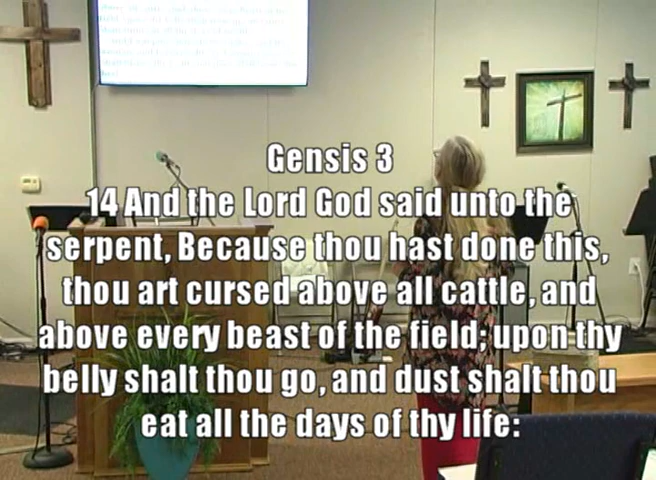 Gensis 3
14 And the Lord God said unto the
serpent, Because thou hast done this,
thou art cursed above all cattle, and
above every beast of the field; upon thy
belly shalt thou go, and dust shalt thou
eat all the days of thy life: